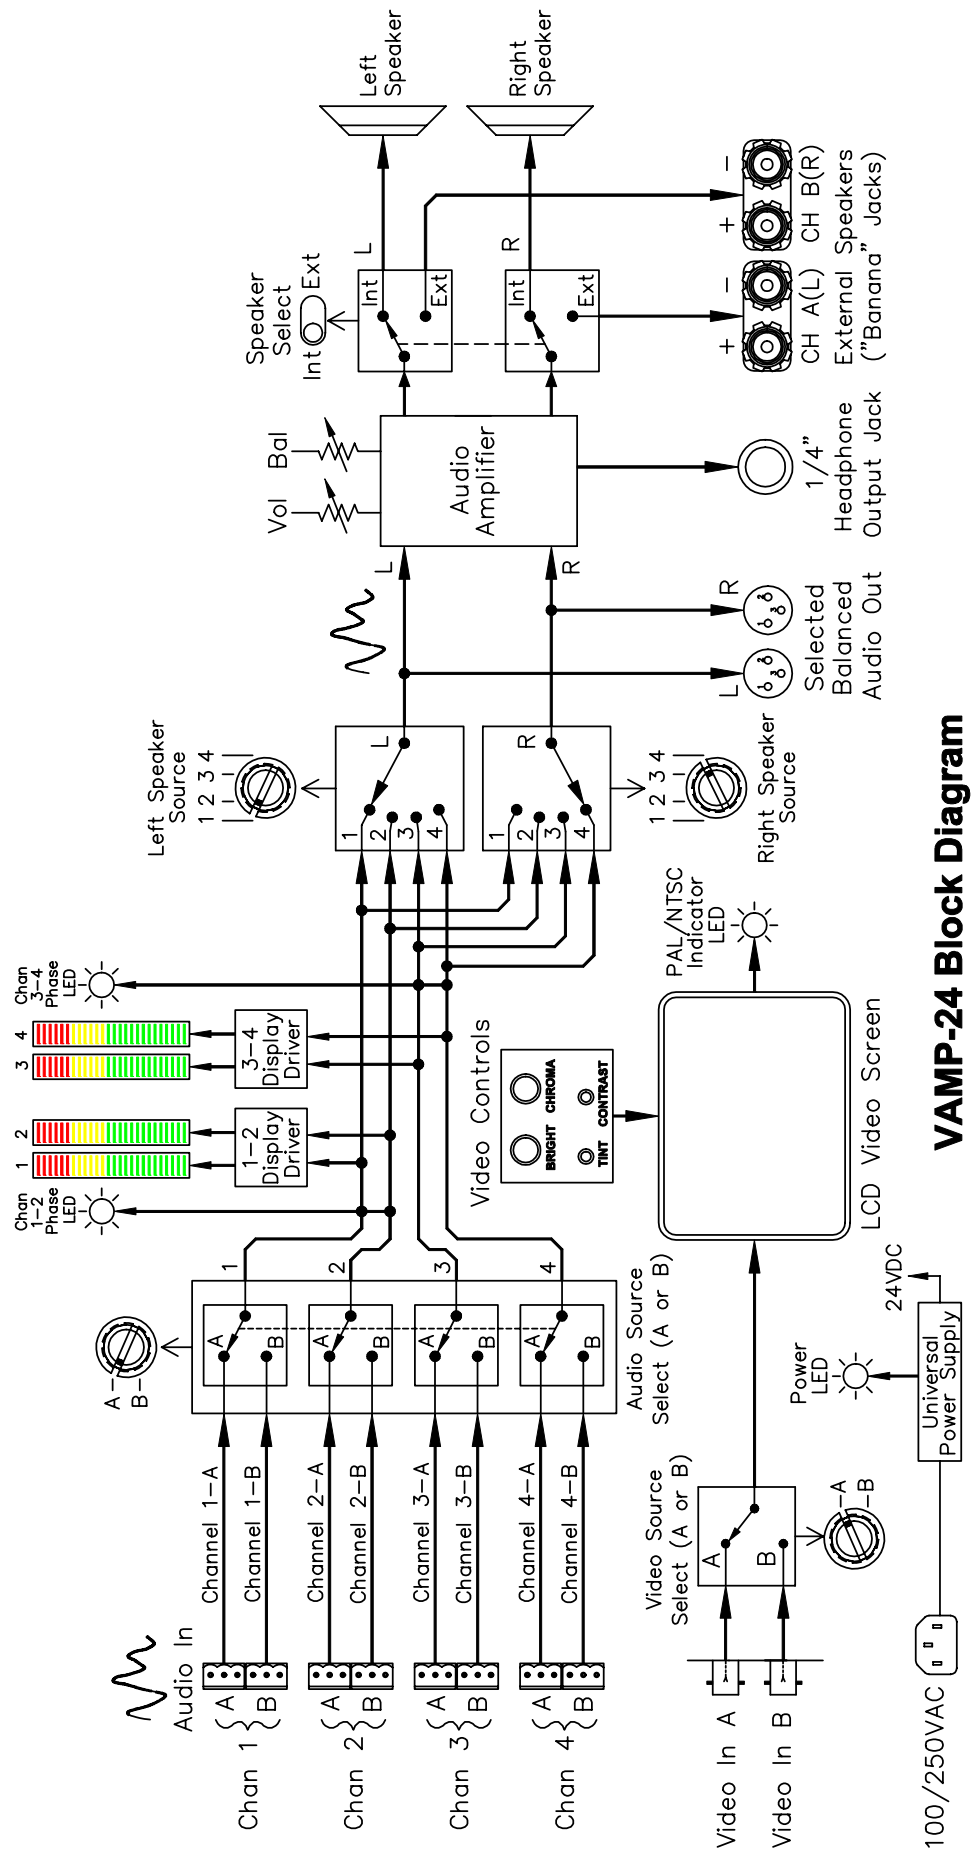 Audio In
Chan 1
A
B
Chan 2
A
B
Chan 3
A
B
Chan 4
A
B
Channel 1-A
Channel 1-B
Channel 2-A
Channel 2-B
Channel 3-A
Channel 3-B
Channel 4-A
Channel 4-B
A
B
A
B
1
A
B
2
A
B
3
A
B
4
Audio Source
Select (A or B)
Chan
1-2
Phase
LED
1
2
1-2
Display
Driver
3
4
3-4
Display
Driver
Chan
3-4
Phase
LED
Left Speaker
Source
1 2 3 4
1
2
3
4
L
1
2
3
4
R
1 2 3 4
Right Speaker
Source
L
R
L
R
1
2
3
1
2
3
Selected
Balanced
Audio Out
Vol
Bal
Audio
Amplifier
1/4"
Headphone
Output Jack
Speaker
Select
Int
Ext
Int
Ext
L
Int
Ext
R
Left
Speaker
Right
Speaker
+
-
+
-
CH A(L)
CH B(R)
External Speakers
("Banana" Jacks)
Video In A
Video In B
Video Source
Select (A or B)
A
B
A
B
Video Controls
BRIGHT
CHROMA
TINT
CONTRAST
LCD Video Screen
PAL/NTSC
Indicator
LED
100/250VAC
Universal
Power Supply
Power
LED
24VDC
VAMP-24 Block Diagram